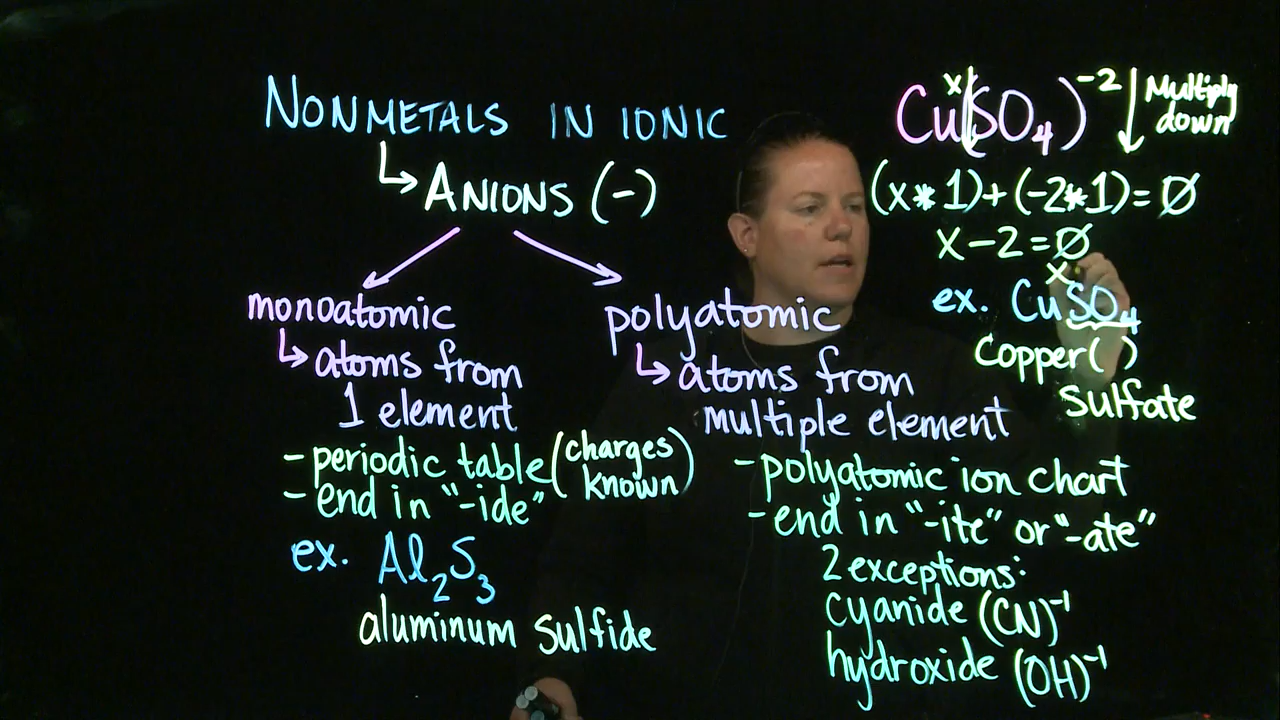 NONMETALS IN IONIC
↳ ANIONS (-)
monoatomic
↳ atoms from
1 element
- periodic table (charges known)
- end in "-ide"
ex. Al₂S₃
aluminum sulfide
polyatomic
↳ atoms from
multiple element
- polyatomic ion chart
- end in "-ite" or "-ate"
2 exceptions:
cyanide (CN)⁻¹
hydroxide (OH)⁻¹
Cuˣ(SO₄)⁻² ↓ Multiply down
(x*1)+(-2*1)=0
x-2=0
x
ex. CuSO₄
Copper( )
Sulfate